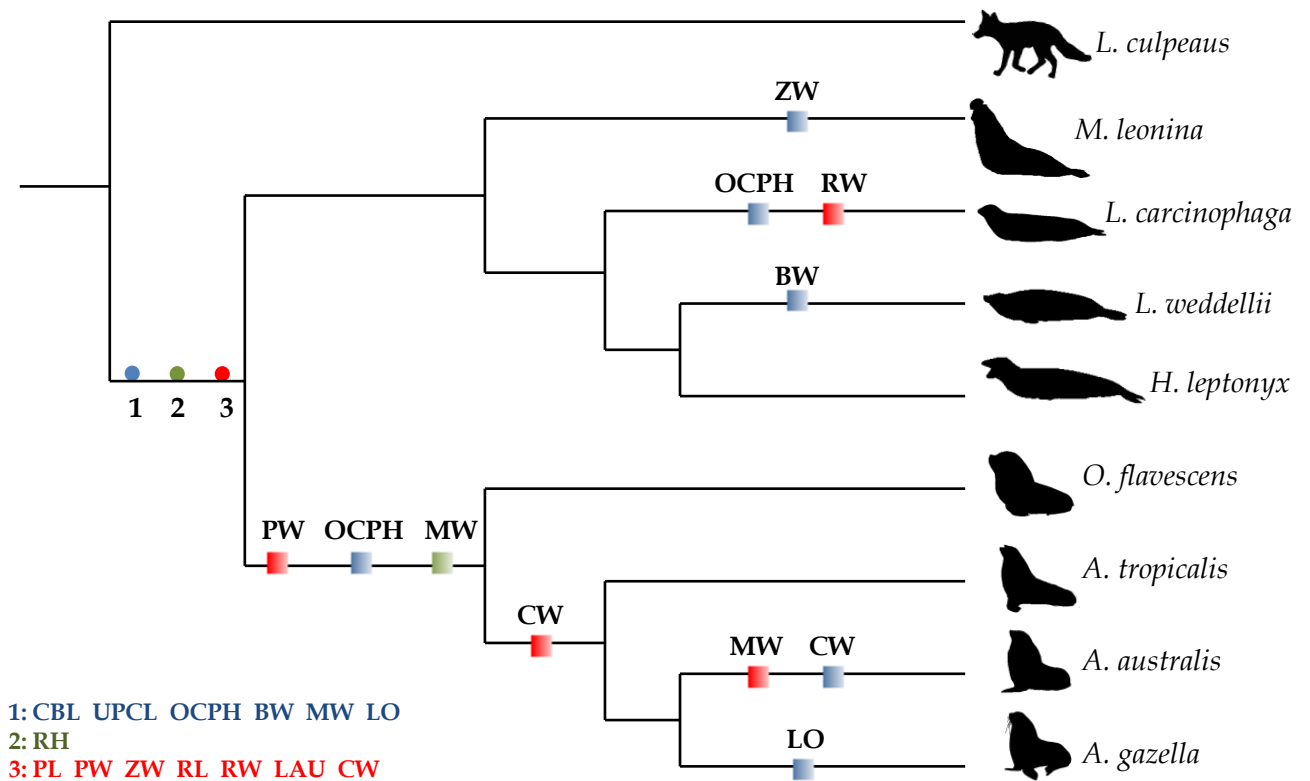 L. culpeaus
ZW
M. leonina
OCPH RW
L. carcinophaga
BW
L. weddellii
H. leptonyx
1 2 3
O. flavescens
PW OCPH MW
A. tropicalis
CW
MW CW
A. australis
LO
A. gazella
1: CBL UPCL OCPH BW MW LO
2: RH
3: PL PW ZW RL RW LAU CW